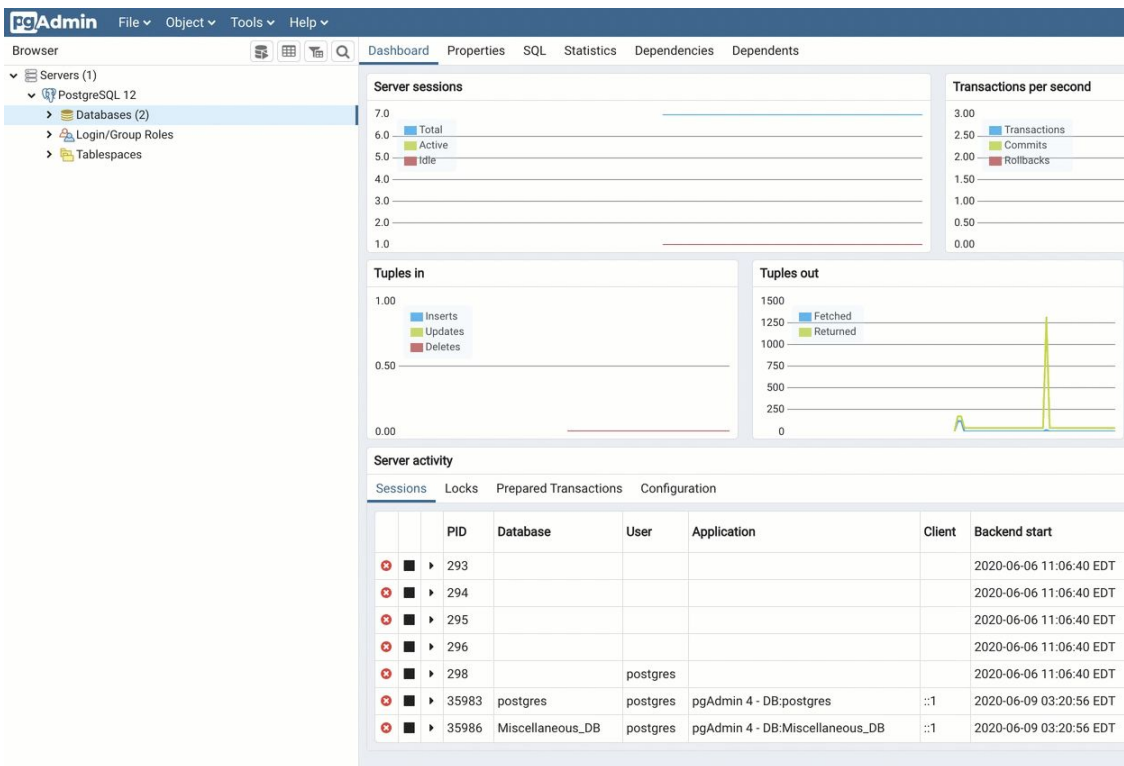 pgAdmin File Object Tools Help
Browser
Dashboard Properties SQL Statistics Dependencies Dependents
Servers (1)
PostgreSQL 12
Databases (2)
Login/Group Roles
Tablespaces
Server sessions
7.0
6.0
5.0
4.0
3.0
2.0
1.0
Total
Active
Idle
Transactions per second
3.00
2.50
2.00
1.50
1.00
0.50
0.00
Transactions
Commits
Rollbacks
Tuples in
1.00
0.50
0.00
Inserts
Updates
Deletes
Tuples out
1500
1250
1000
750
500
250
0
Fetched
Returned
Server activity
Sessions Locks Prepared Transactions Configuration
PID Database User Application Client Backend start
293 2020-06-06 11:06:40 EDT
294 2020-06-06 11:06:40 EDT
295 2020-06-06 11:06:40 EDT
296 2020-06-06 11:06:40 EDT
298 postgres 2020-06-06 11:06:40 EDT
35983 postgres postgres pgAdmin 4 - DB:postgres ::1 2020-06-09 03:20:56 EDT
35986 Miscellaneous_DB postgres pgAdmin 4 - DB:Miscellaneous_DB ::1 2020-06-09 03:20:56 EDT